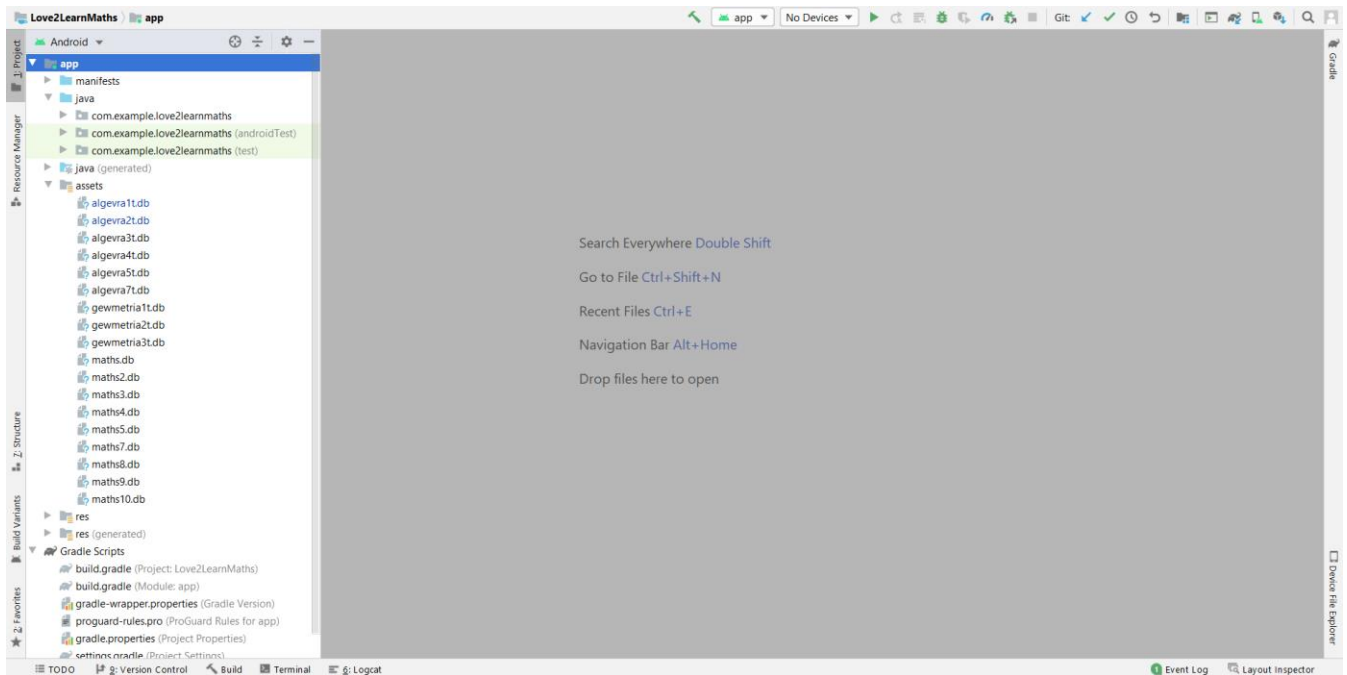 Love2LearnMaths app
app
No Devices
Git:
Android
app
manifests
java
com.example.love2learnmaths
com.example.love2learnmaths (androidTest)
com.example.love2learnmaths (test)
java (generated)
assets
algevra1t.db
algevra2t.db
algevra3t.db
algevra4t.db
algevra5t.db
algevra7t.db
gewmetria1t.db
gewmetria2t.db
gewmetria3t.db
maths.db
maths2.db
maths3.db
maths4.db
maths5.db
maths7.db
maths8.db
maths9.db
maths10.db
res
res (generated)
Gradle Scripts
build.gradle (Project: Love2LearnMaths)
build.gradle (Module: app)
gradle-wrapper.properties (Gradle Version)
proguard-rules.pro (ProGuard Rules for app)
gradle.properties (Project Properties)
settings.gradle (Project Settings)
1: Project
Resource Manager
7: Structure
Build Variants
2: Favorites
Search Everywhere Double Shift
Go to File Ctrl+Shift+N
Recent Files Ctrl+E
Navigation Bar Alt+Home
Drop files here to open
Gradle
Device File Explorer
TODO
9: Version Control
Build
Terminal
6: Logcat
1 Event Log
Layout Inspector